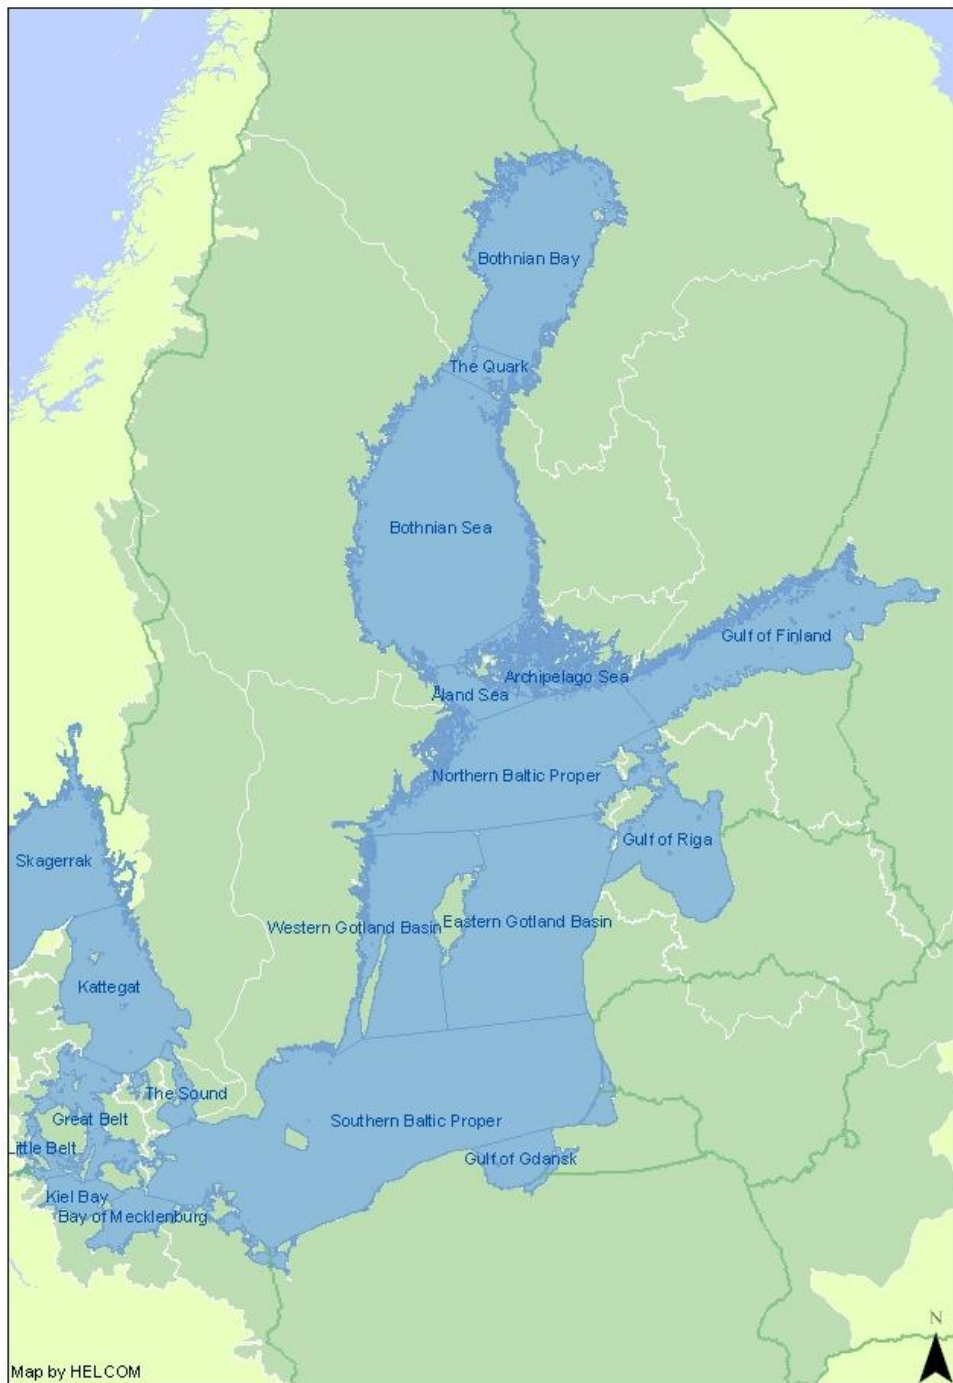 Bothnian Bay
The Quark
Bothnian Sea
Gulf of Finland
Archipelago Sea
Åland Sea
Northern Baltic Proper
Gulf of Riga
Skagerrak
Western Gotland Basin
Eastern Gotland Basin
Kattegat
The Sound
Great Belt
Southern Baltic Proper
Little Belt
Gulf of Gdansk
Kiel Bay
Bay of Mecklenburg
N
Map by HELCOM